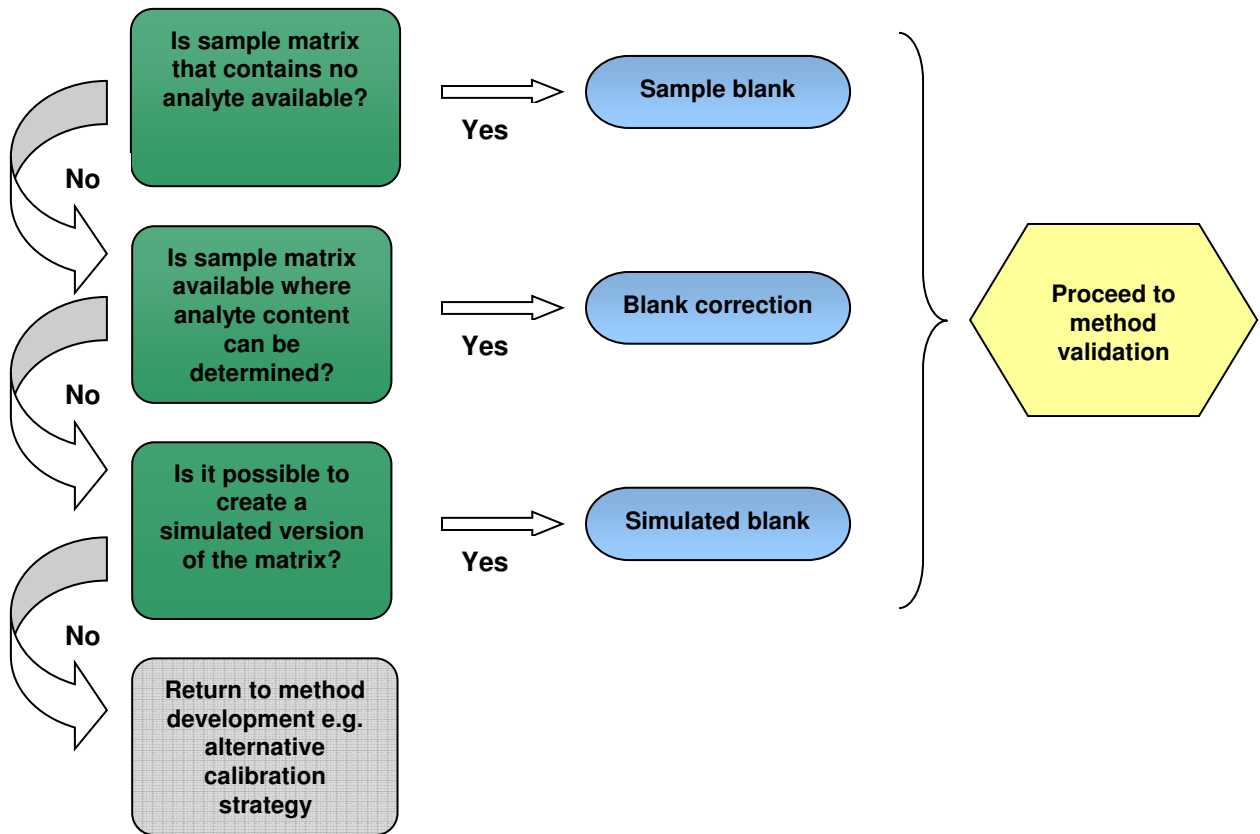 Is sample matrix
that contains no
analyte available?
Yes
Sample blank
No
Is sample matrix
available where
analyte content
can be
determined?
Yes
Blank correction
No
Is it possible to
create a
simulated version
of the matrix?
Yes
Simulated blank
No
Return to method
development e.g.
alternative
calibration
strategy
Proceed to
method
validation